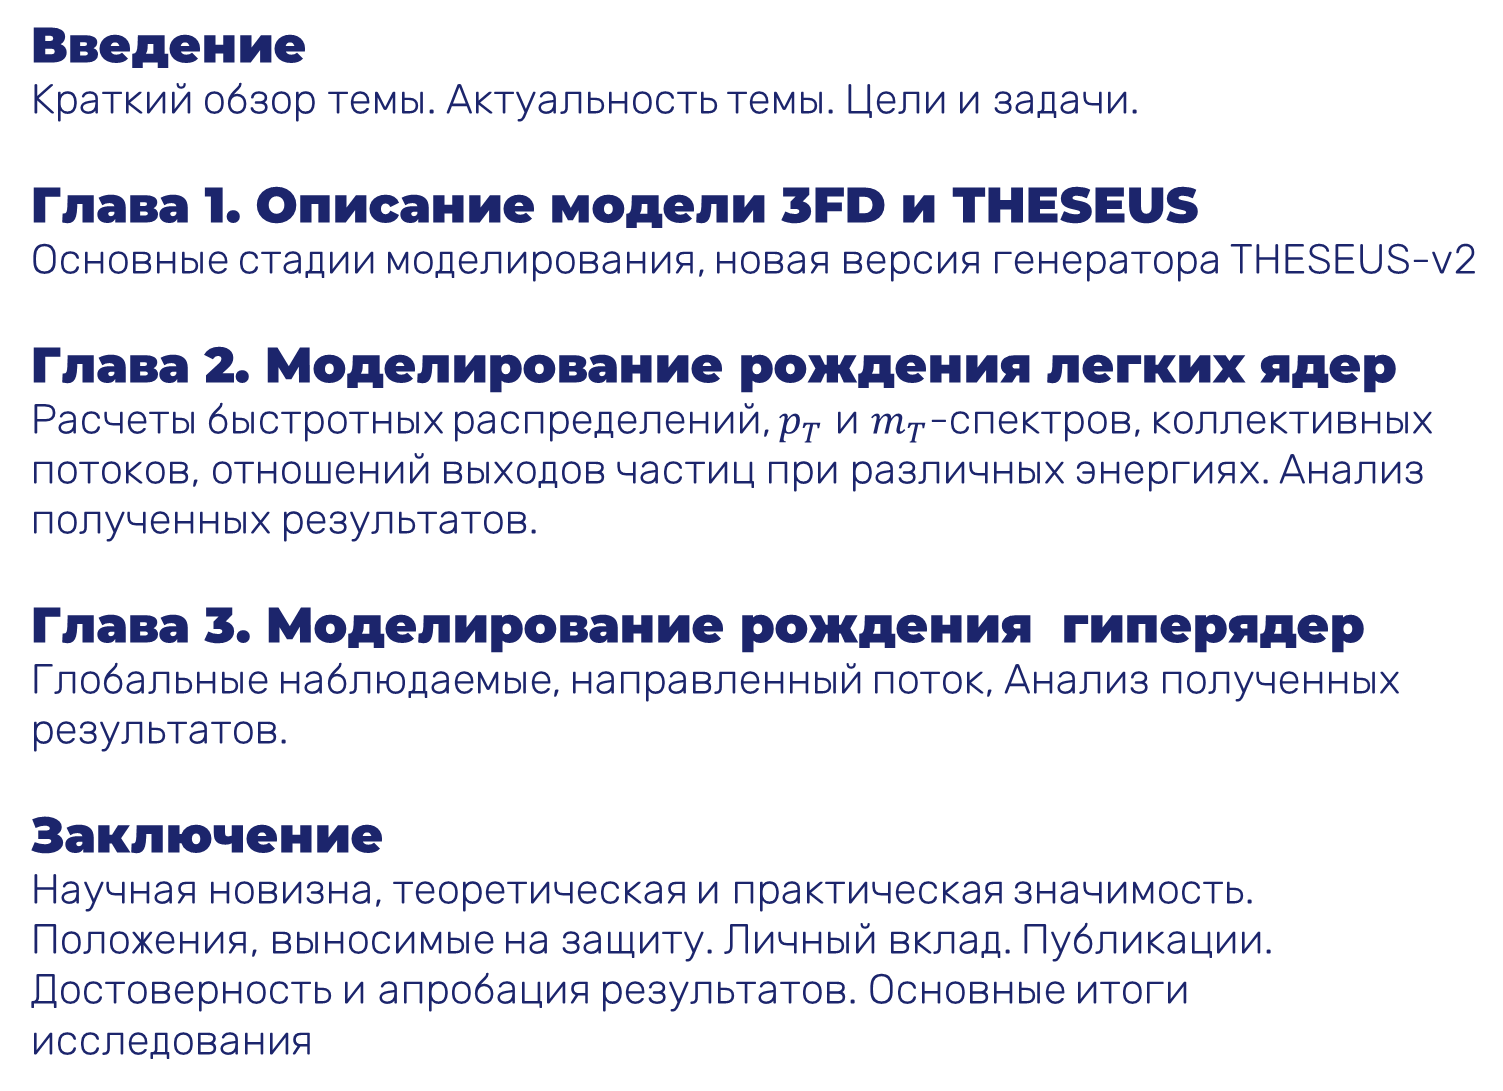 Введение
Краткий обзор темы. Актуальность темы. Цели и задачи.
Глава 1. Описание модели 3FD и THESEUS
Основные стадии моделирования, новая версия генератора THESEUS-v2
Глава 2. Моделирование рождения легких ядер
Расчеты быстротных распределений, p_T и m_T-спектров, коллективных
потоков, отношений выходов частиц при различных энергиях. Анализ
полученных результатов.
Глава 3. Моделирование рождения  гиперядер
Глобальные наблюдаемые, направленный поток, Анализ полученных
результатов.
Заключение
Научная новизна, теоретическая и практическая значимость.
Положения, выносимые на защиту. Личный вклад. Публикации.
Достоверность и апробация результатов. Основные итоги
исследования